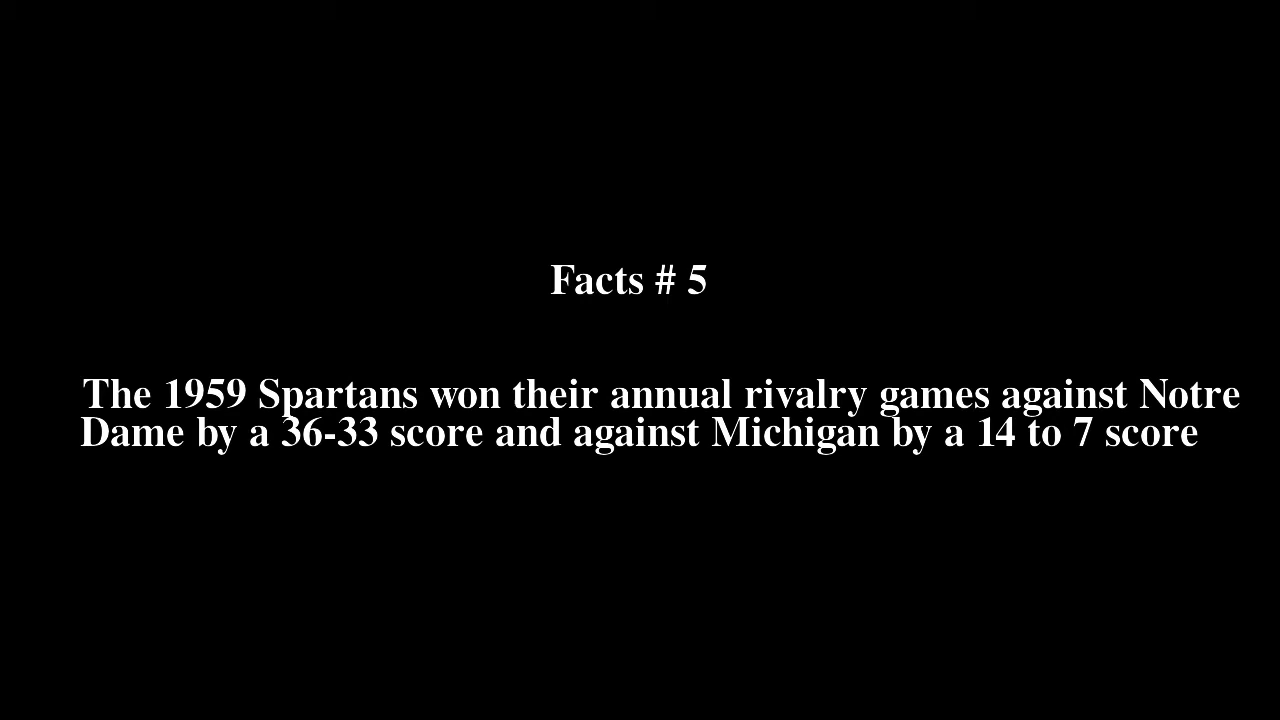 Facts # 5
The 1959 Spartans won their annual rivalry games against Notre
Dame by a 36-33 score and against Michigan by a 14 to 7 score